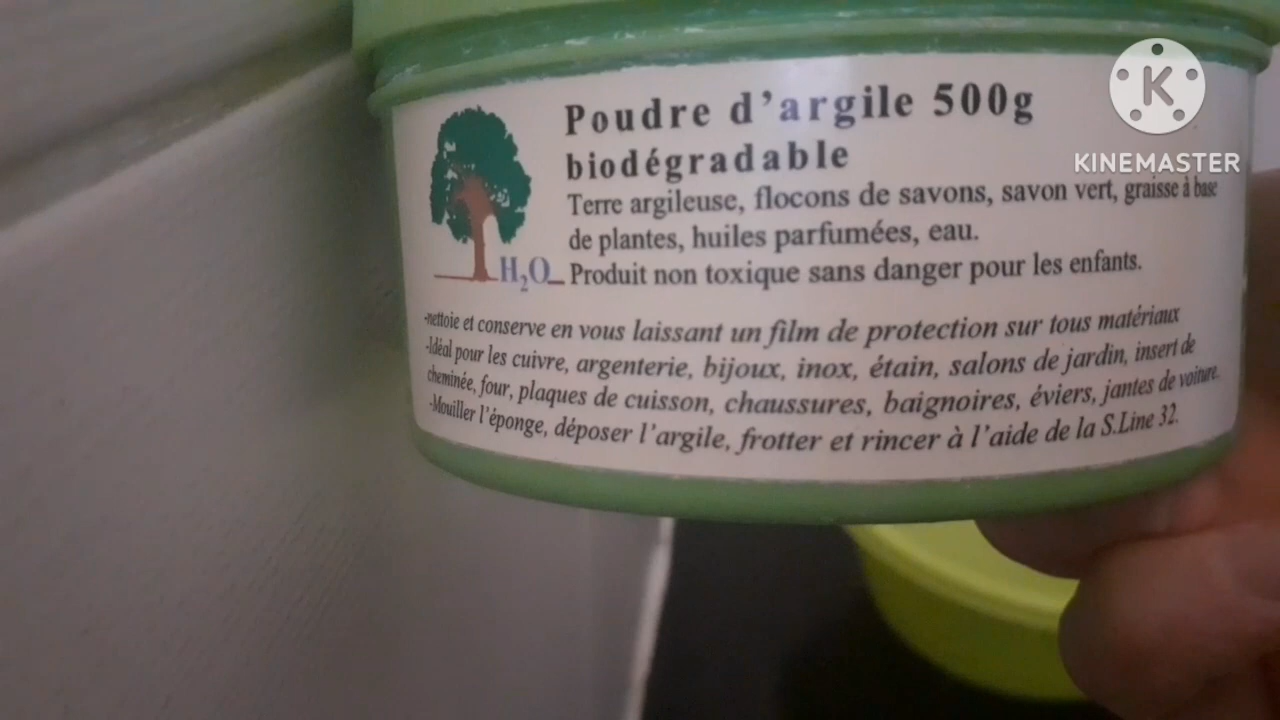 Poudre d'argile 500g
biodégradable
Terre argileuse, flocons de savons, savon vert, graisse à base
de plantes, huiles parfumées, eau.
H₂O
Produit non toxique sans danger pour les enfants.
-nettoie et conserve en vous laissant un film de protection sur tous matériaux
-Idéal pour les cuivre, argenterie, bijoux, inox, étain, salons de jardin, insert de
cheminée, four, plaques de cuisson, chaussures, baignoires, éviers, jantes de voiture.
-Mouiller l'éponge, déposer l'argile, frotter et rincer à l'aide de la S.Line 32.
K
KINEMASTER